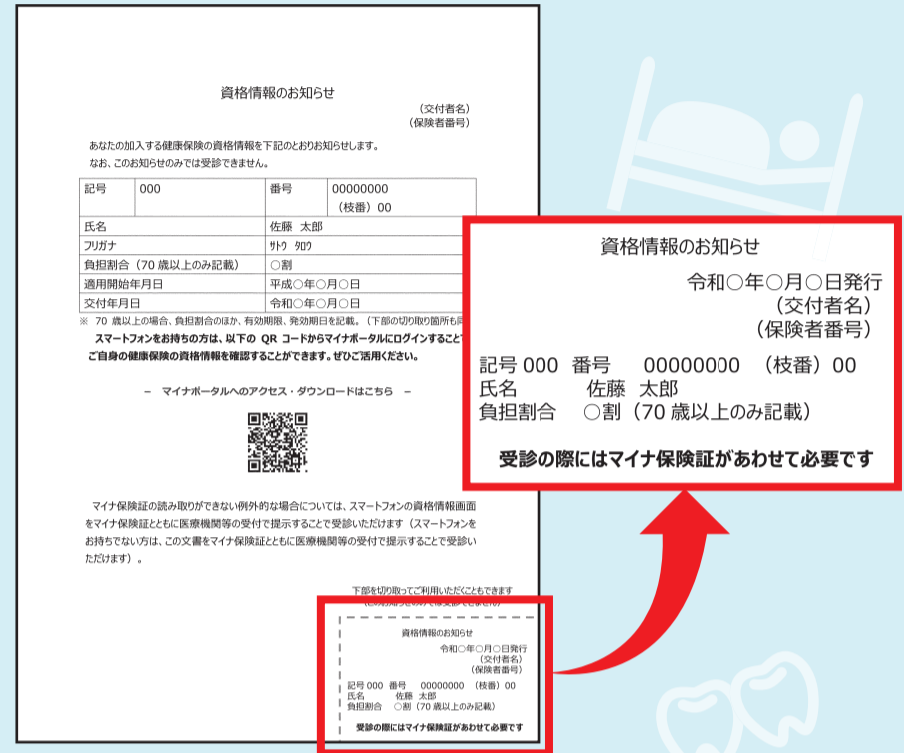 資格情報のお知らせ
（交付者名）
（保険者番号）
あなたの加入する健康保険の資格情報を下記のとおりお知らせします。
なお、このお知らせのみでは受診できません。
記号 000 番号 00000000
（枝番）00
氏名 佐藤 太郎
フリガナ ｻﾄｳ ﾀﾛｳ
負担割合（70 歳以上のみ記載） ○割
適用開始年月日 平成○年○月○日
交付年月日 令和○年○月○日
※ 70 歳以上の場合、負担割合のほか、有効期限、発効期日を記載。（下部の切り取り箇所も
スマートフォンをお持ちの方は、以下の QR コードからマイナポータルにログインすること
ご自身の健康保険の資格情報を確認することができます。ぜひご活用ください。
－ マイナポータルへのアクセス・ダウンロードはこちら －
マイナ保険証の読み取りができない例外的な場合については、スマートフォンの資格情報画面
をマイナ保険証とともに医療機関等の受付で提示することで受診いただけます（スマートフォンを
お持ちでない方は、この文書をマイナ保険証とともに医療機関等の受付で提示することで受診い
ただけます）。
下部を切り取ってご利用いただくこともできます
資格情報のお知らせ
令和○年○月○日発行
（交付者名）
（保険者番号）
記号 000 番号 00000000 （枝番）00
氏名 佐藤 太郎
負担割合 ○割（70 歳以上のみ記載）
受診の際にはマイナ保険証があわせて必要です
資格情報のお知らせ
令和○年○月○日発行
（交付者名）
（保険者番号）
記号 000 番号 00000000 （枝番）00
氏名 佐藤 太郎
負担割合 ○割（70 歳以上のみ記載）
受診の際にはマイナ保険証があわせて必要です